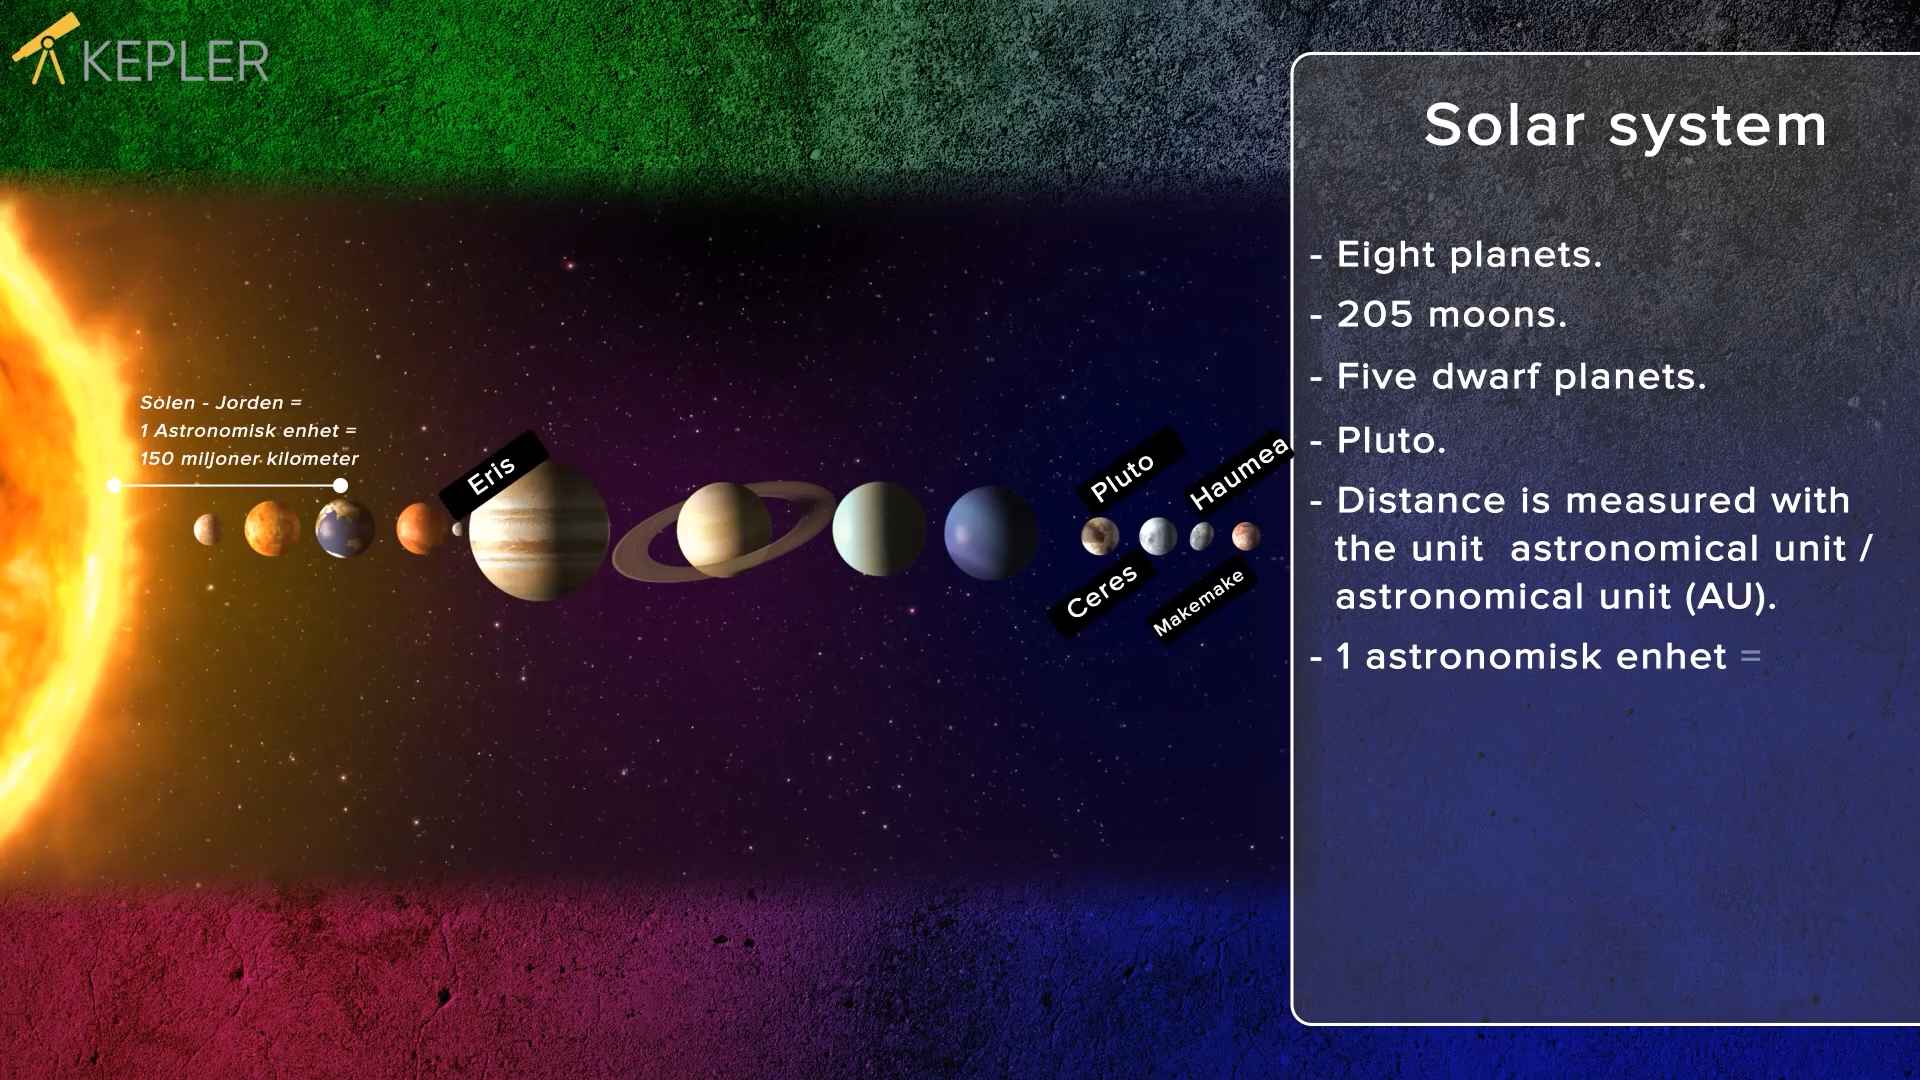 KEPLER
Solar system
- Eight planets.
- 205 moons.
- Five dwarf planets.
- Pluto.
- Distance is measured with
the unit astronomical unit /
astronomical unit (AU).
- 1 astronomisk enhet =
Solen - Jorden =
1 Astronomisk enhet =
150 miljoner kilometer
Eris
Pluto
Haumea
Ceres
Makemake